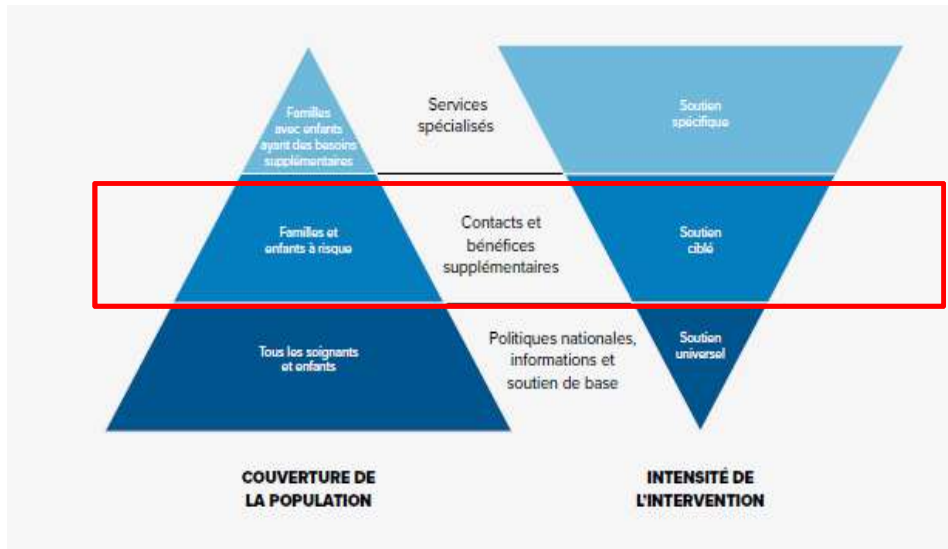 Familles
avec enfants
ayant des besoins
supplémentaires
Services
spécialisés
Soutien
spécifique
Familles et
enfants à risque
Contacts et
bénéfices
supplémentaires
Soutien
ciblé
Tous les soignants
et enfants
Politiques nationales,
informations et
soutien de base
Soutien
universel
COUVERTURE DE
LA POPULATION
INTENSITÉ DE
L'INTERVENTION